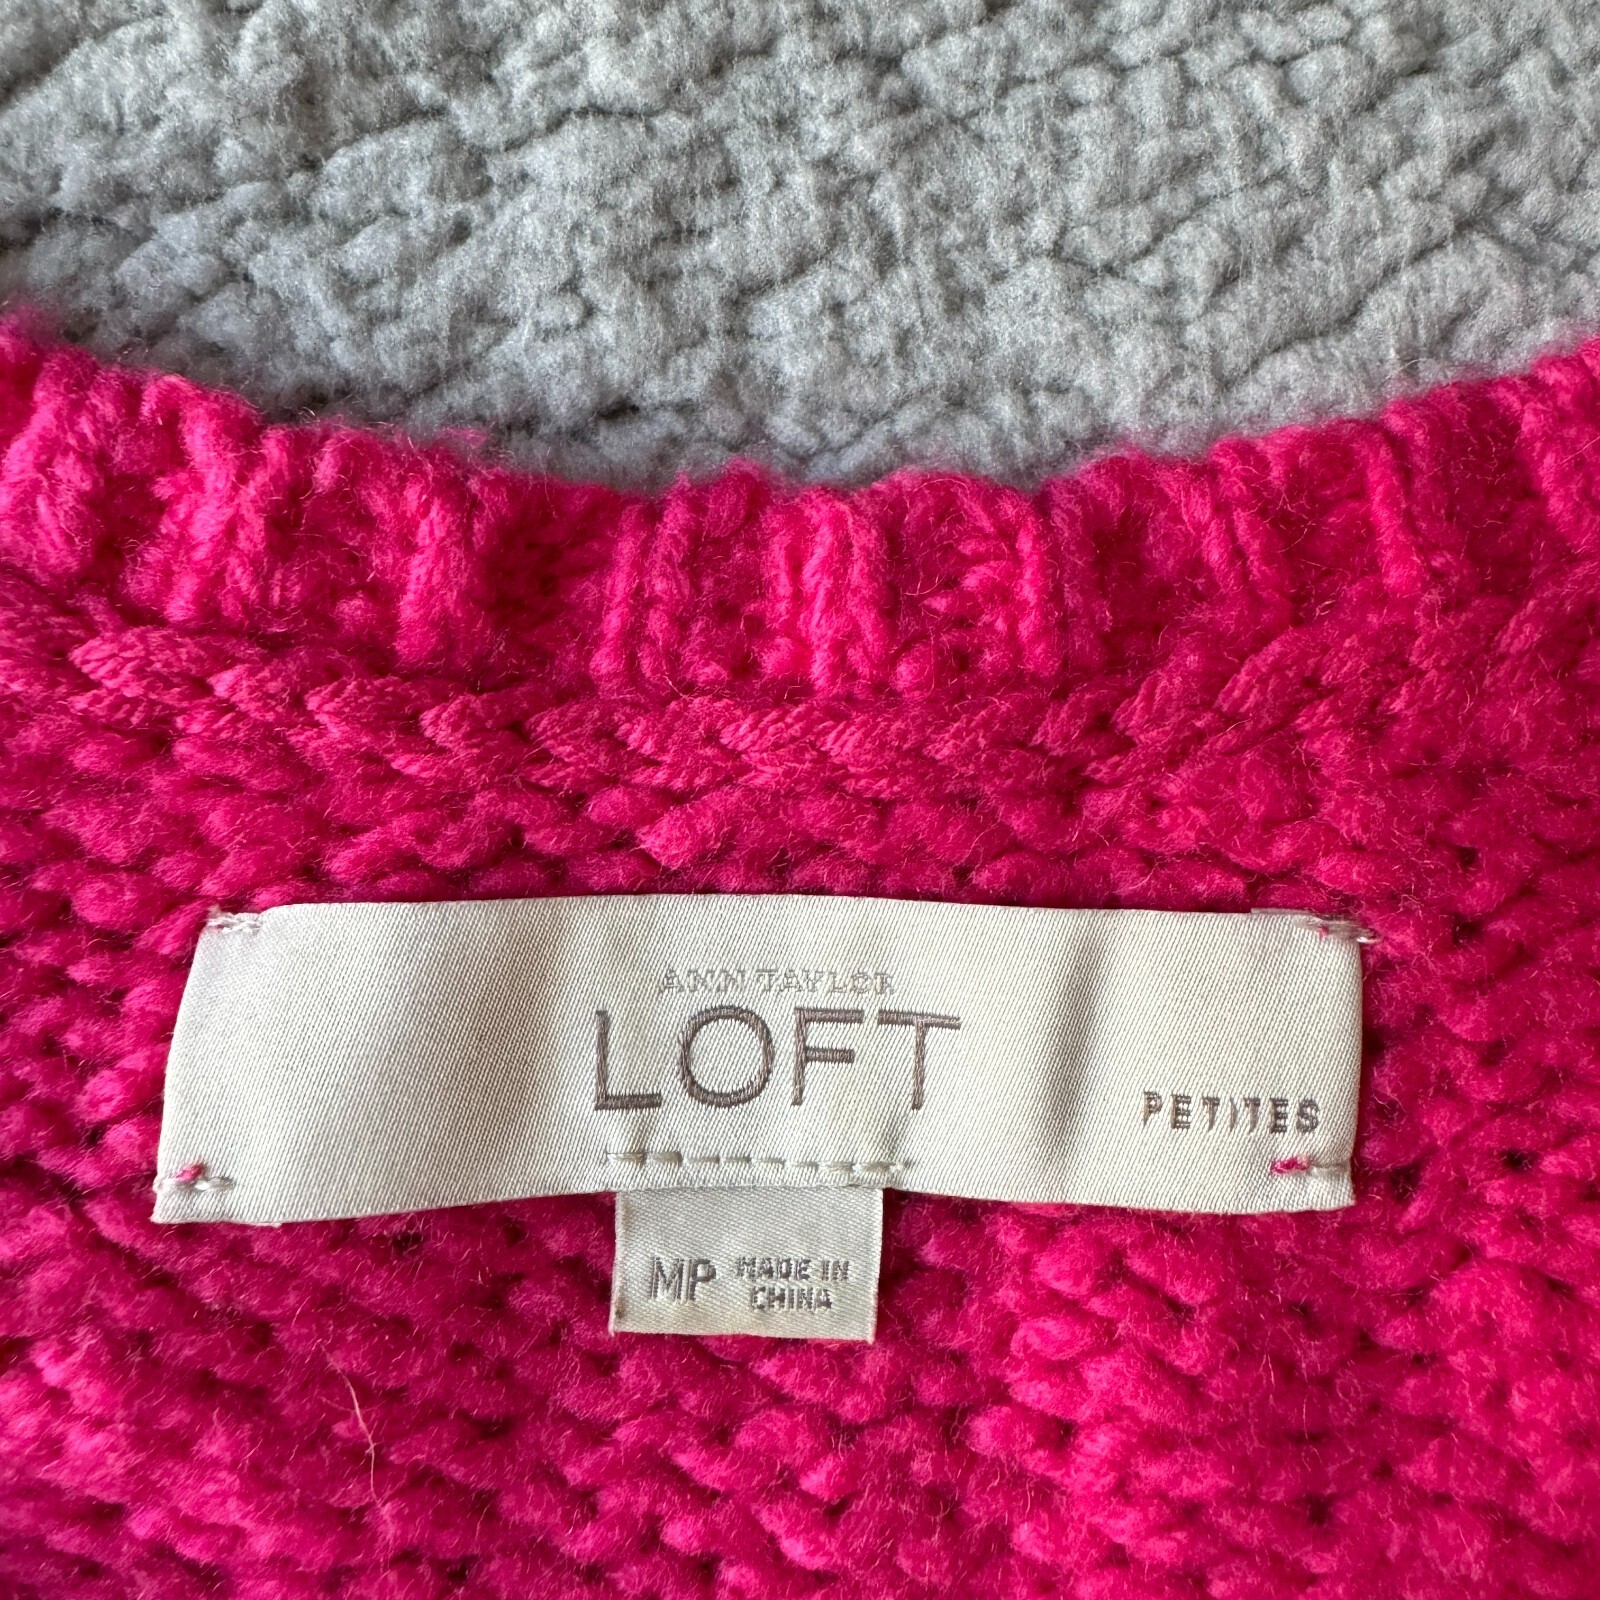 ANN TAYLOR
LOFT
PETITES
MP MADE IN
CHINA